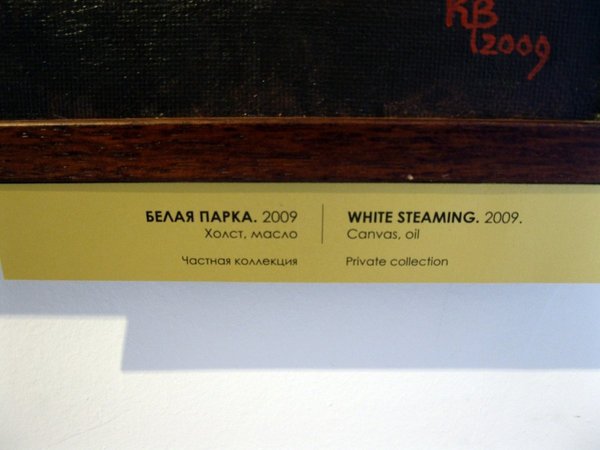 КВ
2009
БЕЛАЯ ПАРКА. 2009
Холст, масло
Частная коллекция
WHITE STEAMING. 2009.
Canvas, oil
Private collection